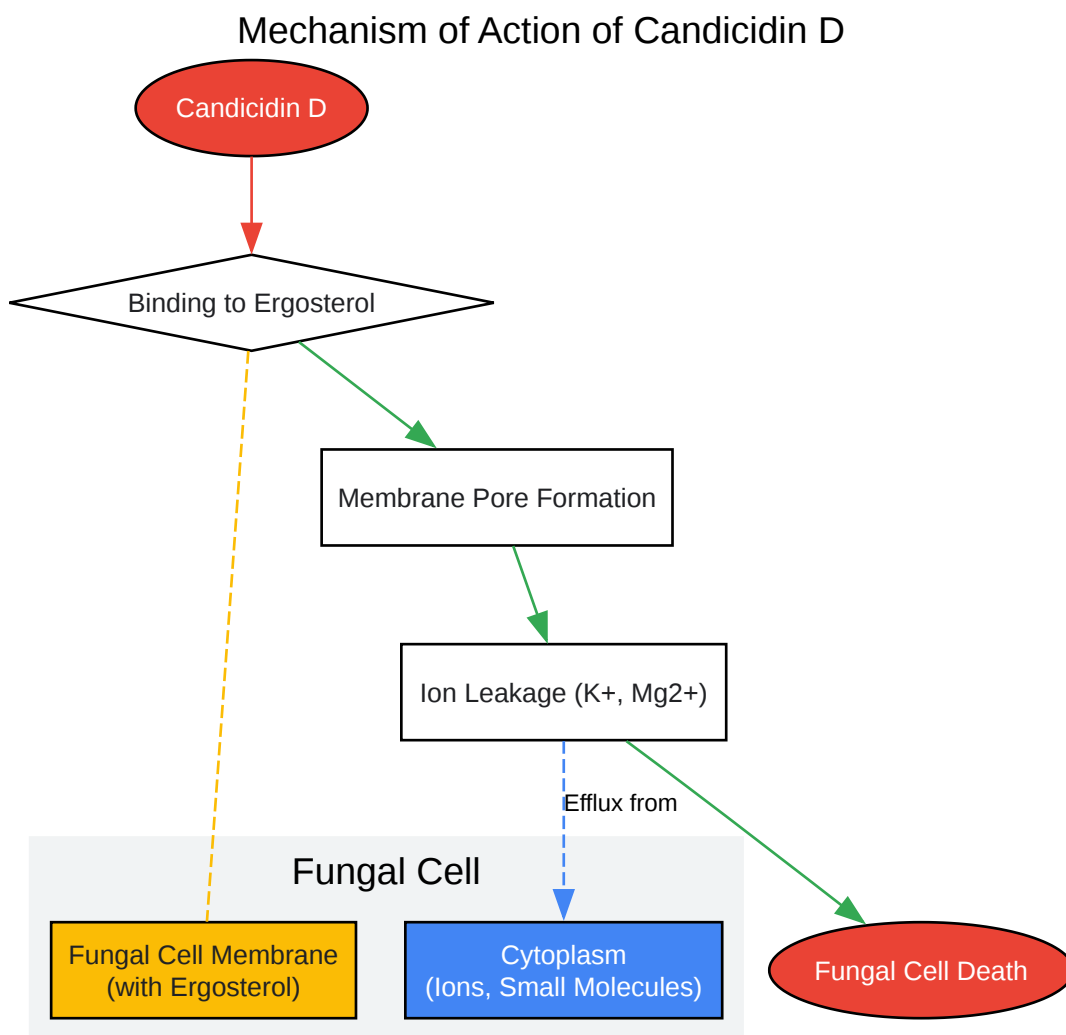 Mechanism of Action of Candicidin D
Candicidin D
Binding to Ergosterol
Membrane Pore Formation
Ion Leakage (K+, Mg2+)
Efflux from
Fungal Cell
Fungal Cell Membrane
(with Ergosterol)
Cytoplasm
(Ions, Small Molecules)
Fungal Cell Death